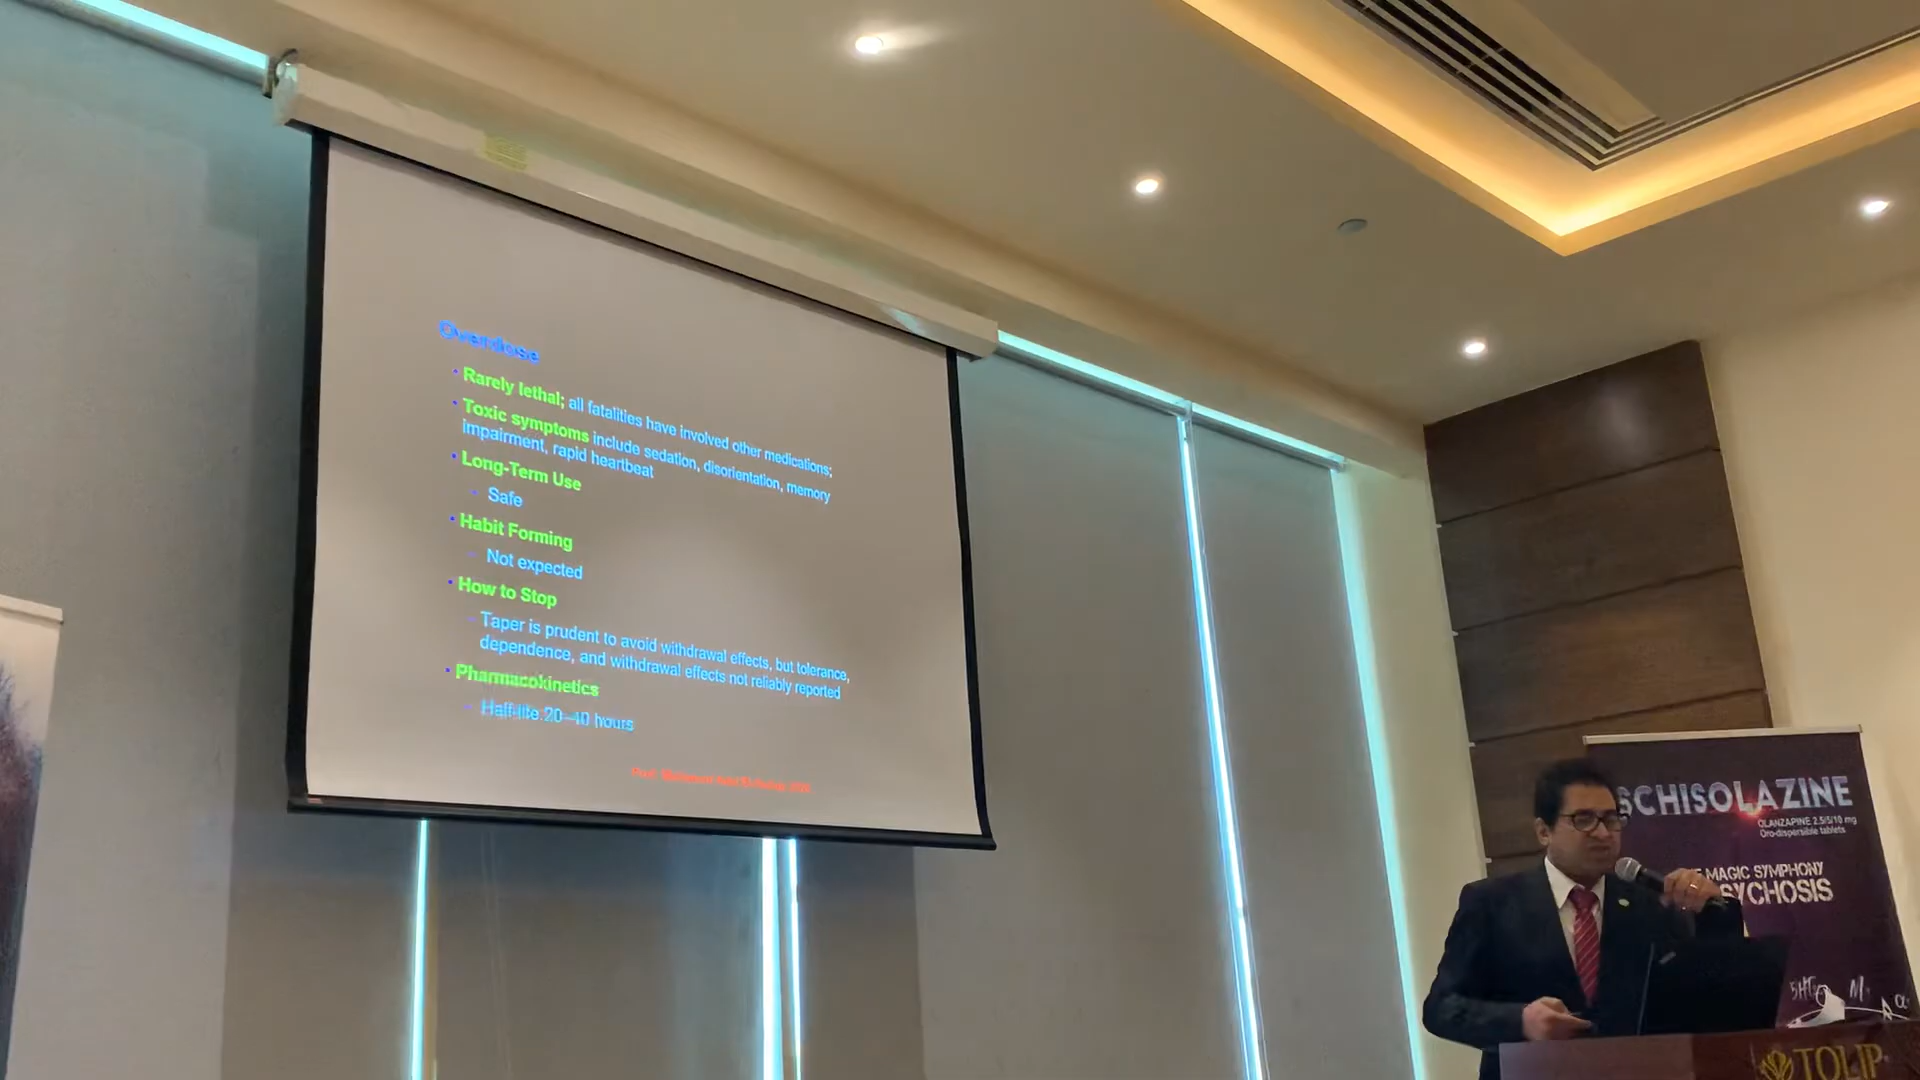 Overdose
• Rarely lethal; all fatalities have involved other medications;
• Toxic symptoms include sedation, disorientation, memory
impairment, rapid heartbeat
• Long-Term Use
– Safe
• Habit Forming
– Not expected
• How to Stop
– Taper is prudent to avoid withdrawal effects, but tolerance,
dependence, and withdrawal effects not reliably reported
• Pharmacokinetics
– Half-life 20–40 hours
Prof.
SCHISOLAZINE
OLANZAPINE 2.5/5/10 mg
Oro-dispersible tablets
MAGIC SYMPHONY
SYCHOSIS
5HT
TOLIP